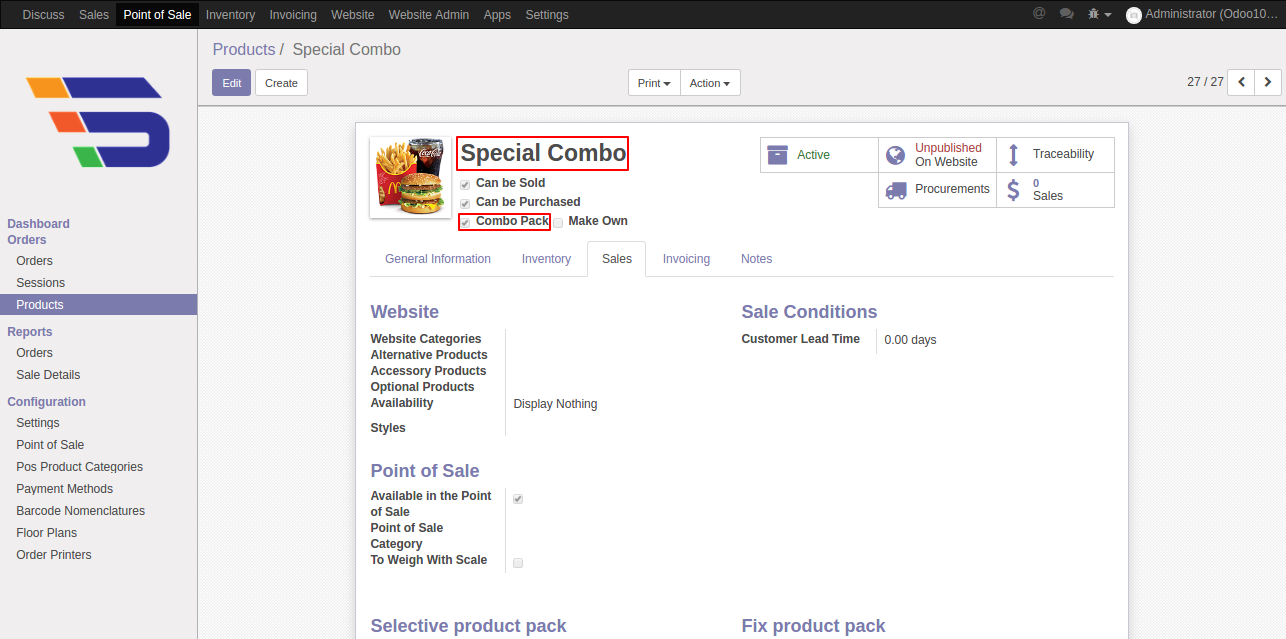 Discuss Sales Point of Sale Inventory Invoicing Website Website Admin Apps Settings @ Administrator (Odoo10…
Products / Special Combo
Edit Create Print Action 27 / 27
Special Combo
Can be Sold
Can be Purchased
Combo Pack Make Own
Active
Unpublished
On Website
Traceability
Procurements
0
Sales
Coca-Cola
Dashboard
Orders
Orders
Sessions
Products
Reports
Orders
Sale Details
Configuration
Settings
Point of Sale
Pos Product Categories
Payment Methods
Barcode Nomenclatures
Floor Plans
Order Printers
General Information Inventory Sales Invoicing Notes
Website
Website Categories
Alternative Products
Accessory Products
Optional Products
Availability Display Nothing
Styles
Sale Conditions
Customer Lead Time 0.00 days
Point of Sale
Available in the Point
of Sale
Point of Sale
Category
To Weigh With Scale
Selective product pack
Fix product pack